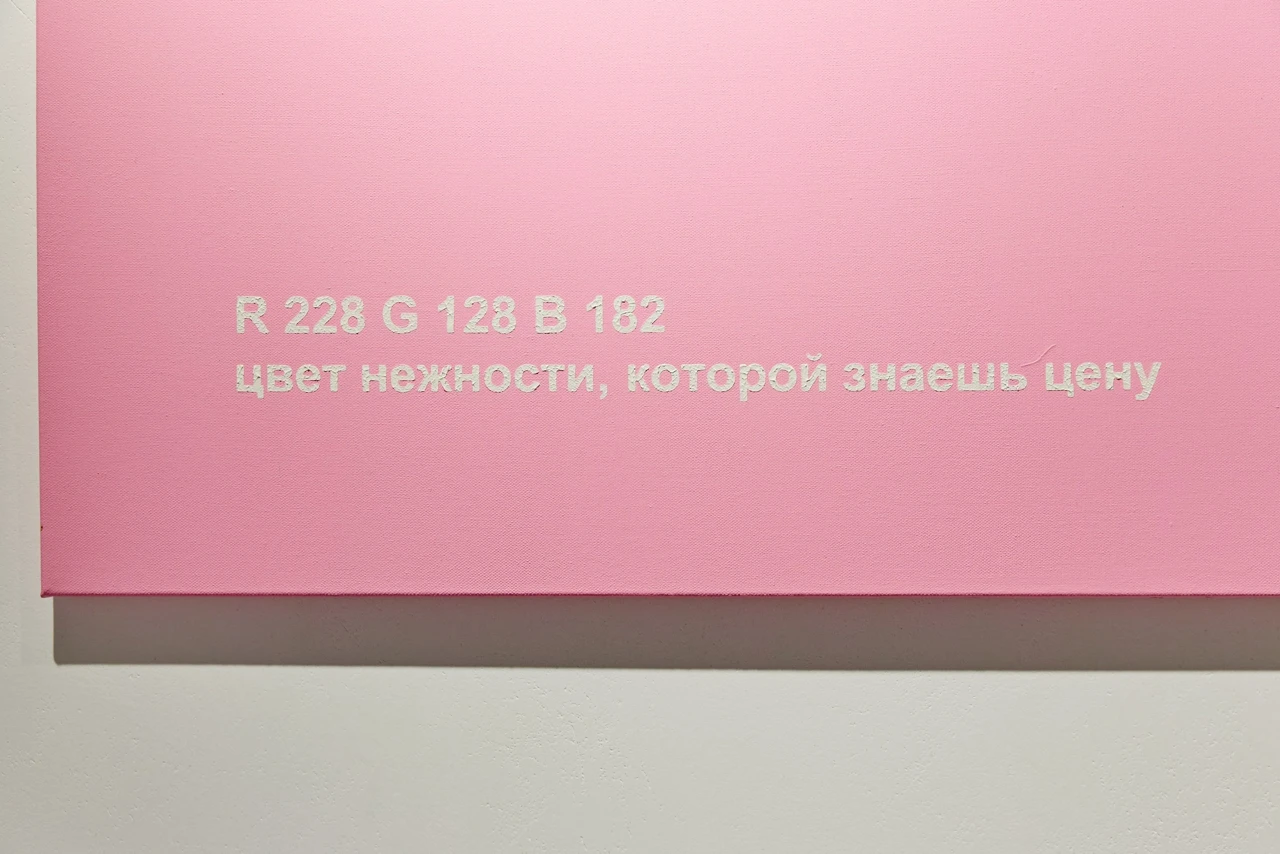 R 228 G 128 B 182
цвет нежности, которой знаешь цену